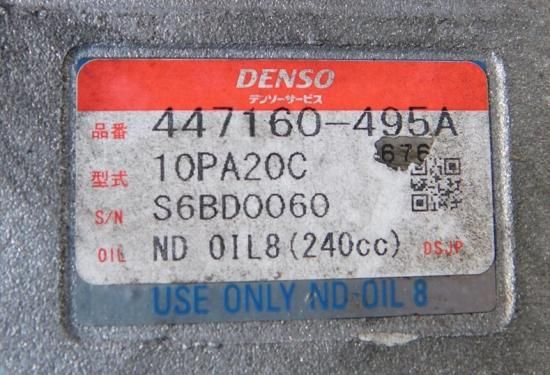 DENSO
デンソーサービス
品番 447160-495A
676
型式 10PA20C
S/N S6BD0060
OIL ND OIL8(240cc) DSJP
USE ONLY ND-OIL 8